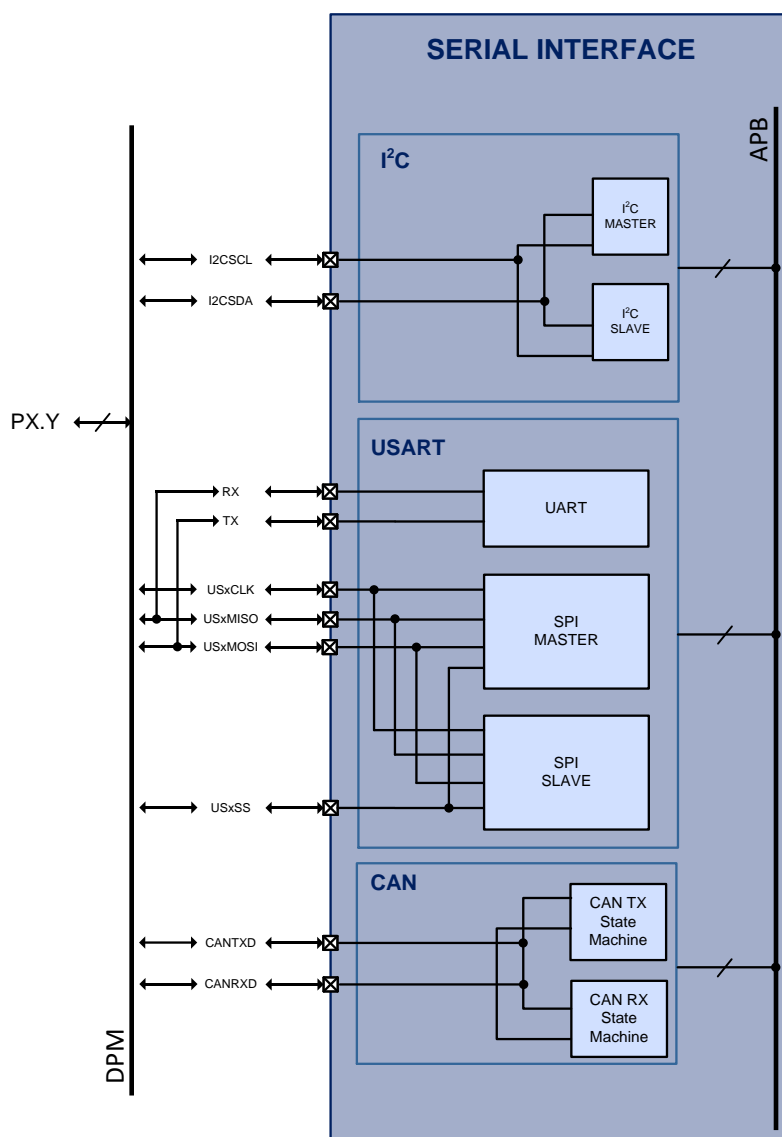 SERIAL INTERFACE
APB
I²C
I²C
MASTER
I2CSCL
I2CSDA
I²C
SLAVE
PX.Y
USART
RX
UART
TX
USxCLK
USxMISO
SPI
MASTER
USxMOSI
SPI
SLAVE
USxSS
CAN
CAN TX
State
Machine
CANTXD
CANRXD
CAN RX
State
Machine
DPM